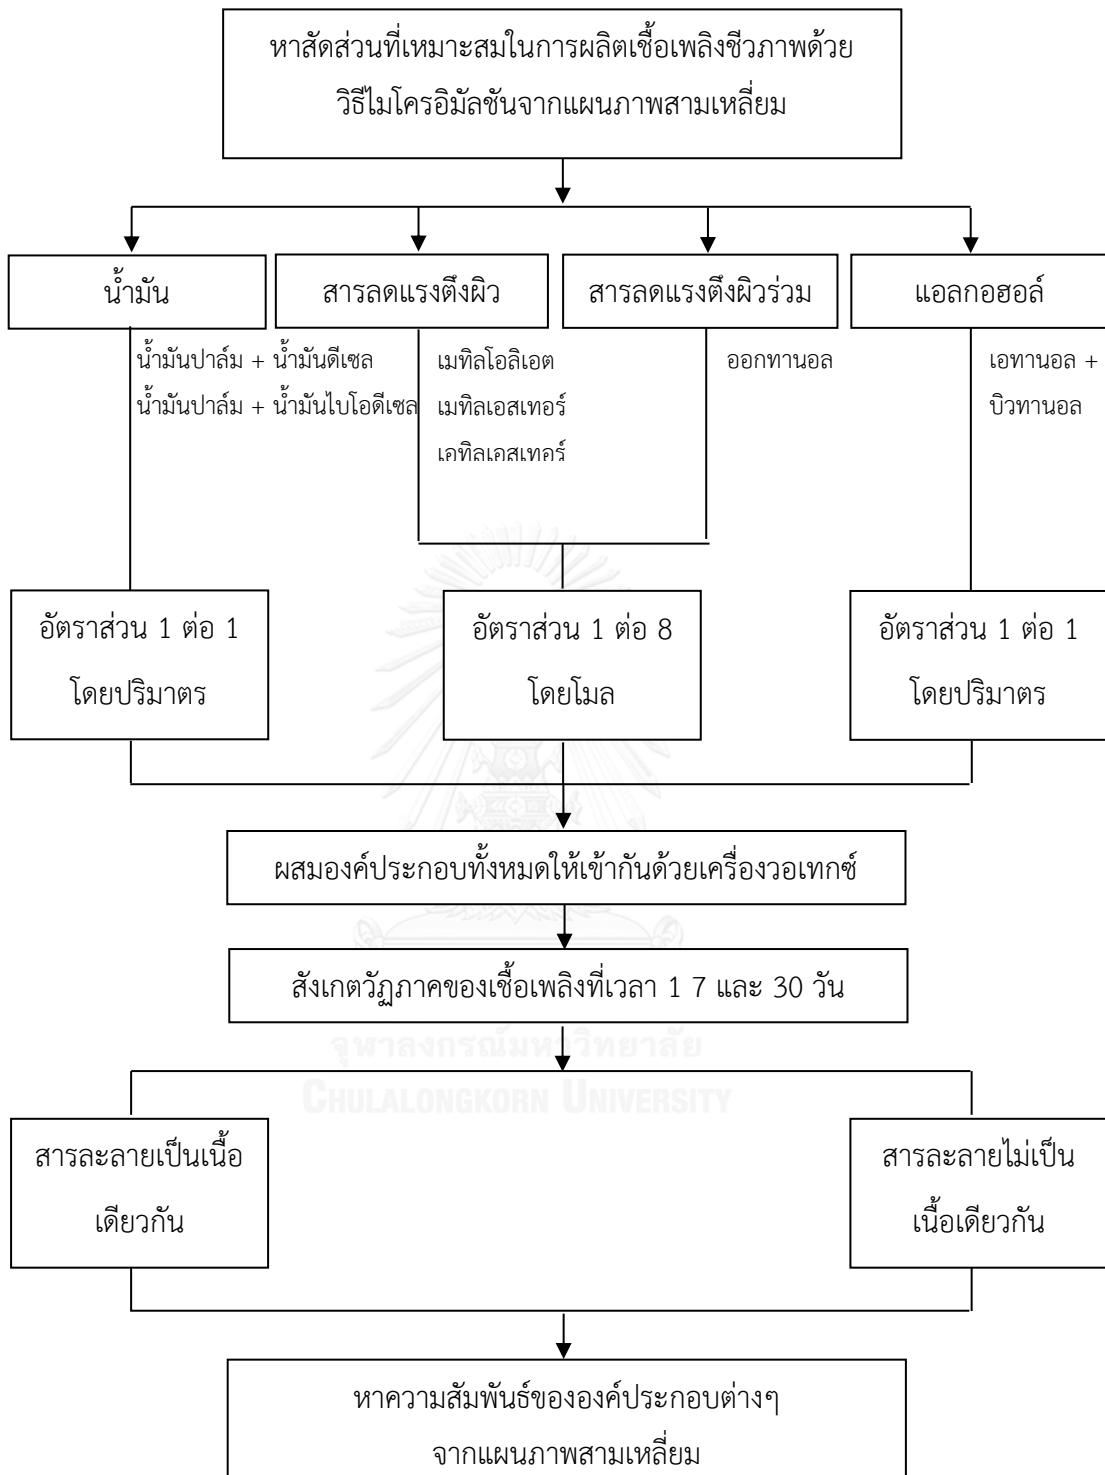 หาสัดส่วนที่เหมาะสมในการผลิตเชื้อเพลิงชีวภาพด้วย
วิธีไมโครอิมัลชันจากแผนภาพสามเหลี่ยม
น้ำมัน
สารลดแรงตึงผิว
สารลดแรงตึงผิวร่วม
แอลกอฮอล์
น้ำมันปาล์ม + น้ำมันดีเซล
น้ำมันปาล์ม + น้ำมันไบโอดีเซล
เมทิลโอลิเอต
เมทิลเอสเทอร์
เอทิลเอสเทอร์
ออกทานอล
เอทานอล +
บิวทานอล
อัตราส่วน 1 ต่อ 1
โดยปริมาตร
อัตราส่วน 1 ต่อ 8
โดยโมล
อัตราส่วน 1 ต่อ 1
โดยปริมาตร
ผสมองค์ประกอบทั้งหมดให้เข้ากันด้วยเครื่องวอเทกซ์
สังเกตวัฏภาคของเชื้อเพลิงที่เวลา 1 7 และ 30 วัน
จุฬาลงกรณ์มหาวิทยาลัย
CHULALONGKORN UNIVERSITY
สารละลายเป็นเนื้อ
เดียวกัน
สารละลายไม่เป็น
เนื้อเดียวกัน
หาความสัมพันธ์ขององค์ประกอบต่างๆ
จากแผนภาพสามเหลี่ยม